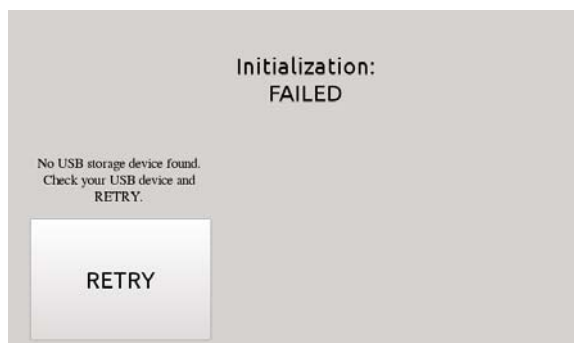 Initialization:
FAILED
No USB storage device found.
Check your USB device and
RETRY.
RETRY